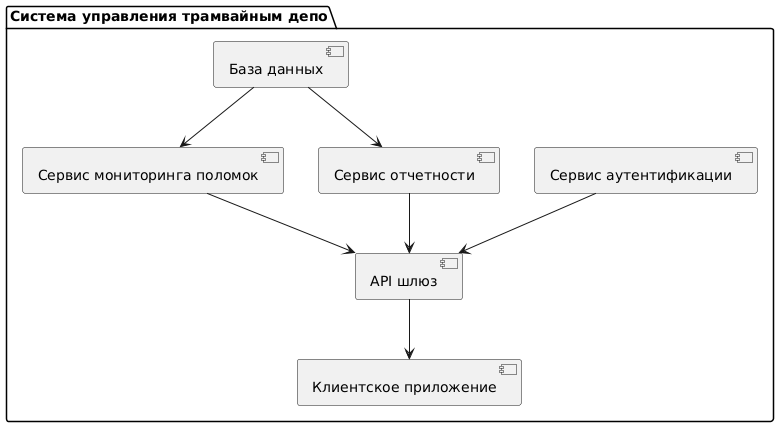 Система управления трамвайным депо
База данных
Сервис мониторинга поломок
Сервис отчетности
Сервис аутентификации
API шлюз
Клиентское приложение